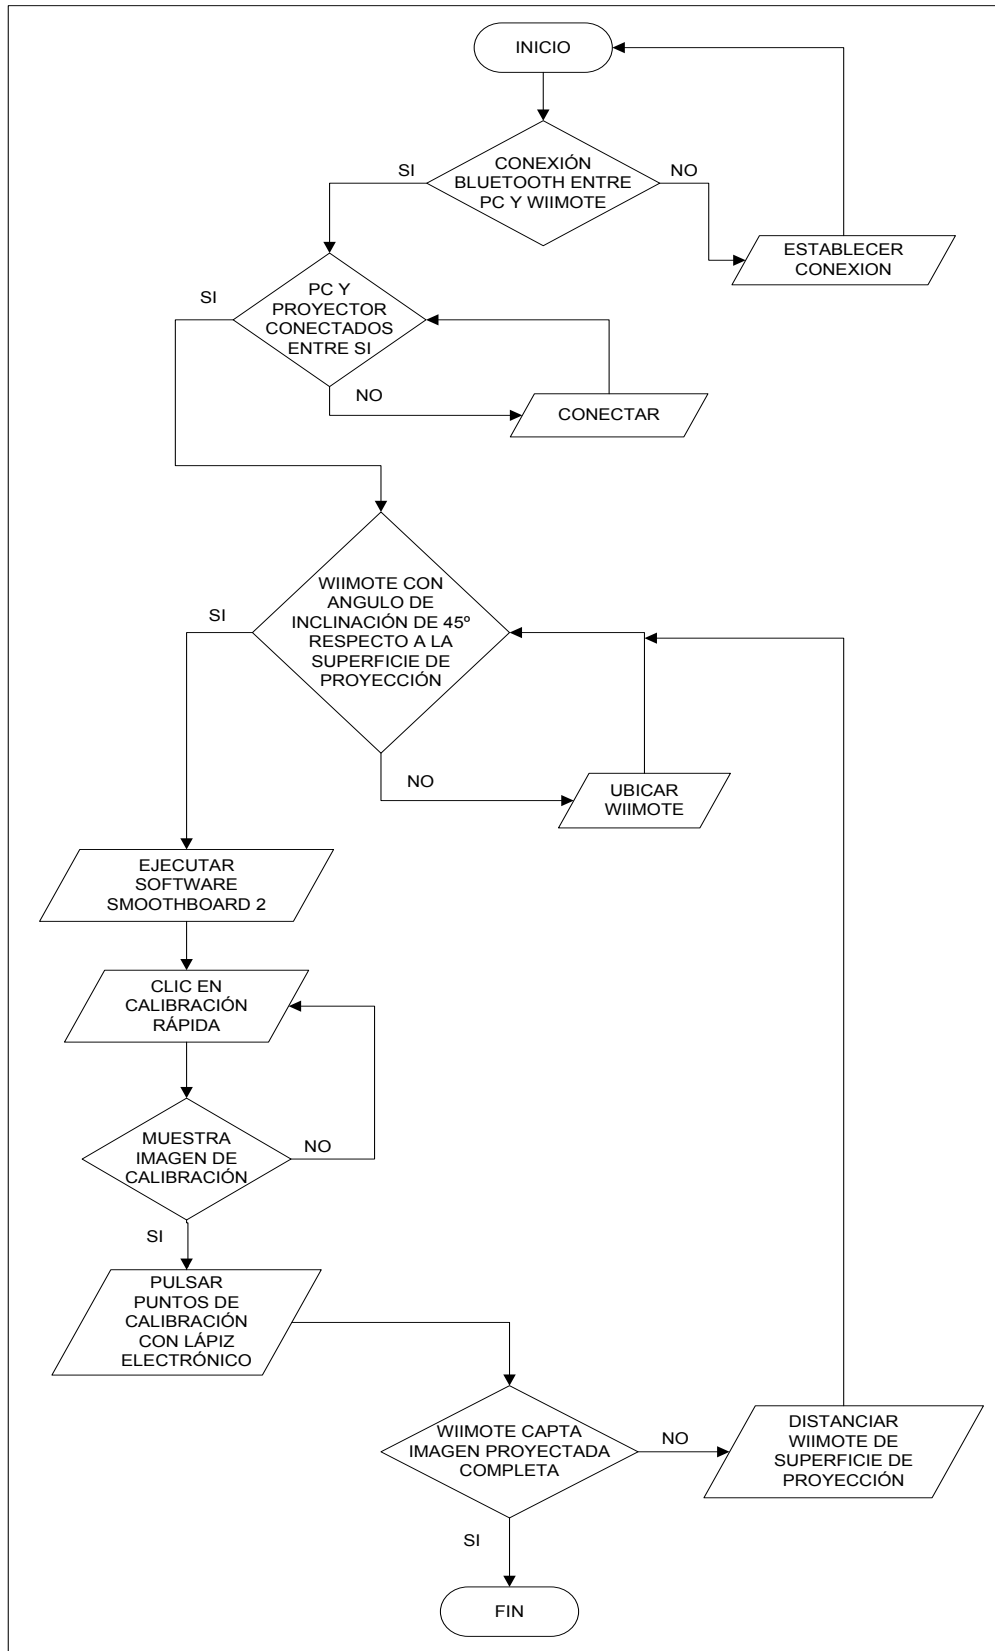 INICIO
CONEXIÓN
BLUETOOTH ENTRE
PC Y WIIMOTE
SI
NO
ESTABLECER
CONEXION
PC Y
PROYECTOR
CONECTADOS
ENTRE SI
SI
NO
CONECTAR
WIIMOTE CON
ANGULO DE
INCLINACIÓN DE 45º
RESPECTO A LA
SUPERFICIE DE
PROYECCIÓN
SI
NO
UBICAR
WIIMOTE
EJECUTAR
SOFTWARE
SMOOTHBOARD 2
CLIC EN
CALIBRACIÓN
RÁPIDA
MUESTRA
IMAGEN DE
CALIBRACIÓN
NO
SI
PULSAR
PUNTOS DE
CALIBRACIÓN
CON LÁPIZ
ELECTRÓNICO
WIIMOTE CAPTA
IMAGEN PROYECTADA
COMPLETA
NO
DISTANCIAR
WIIMOTE DE
SUPERFICIE DE
PROYECCIÓN
SI
FIN